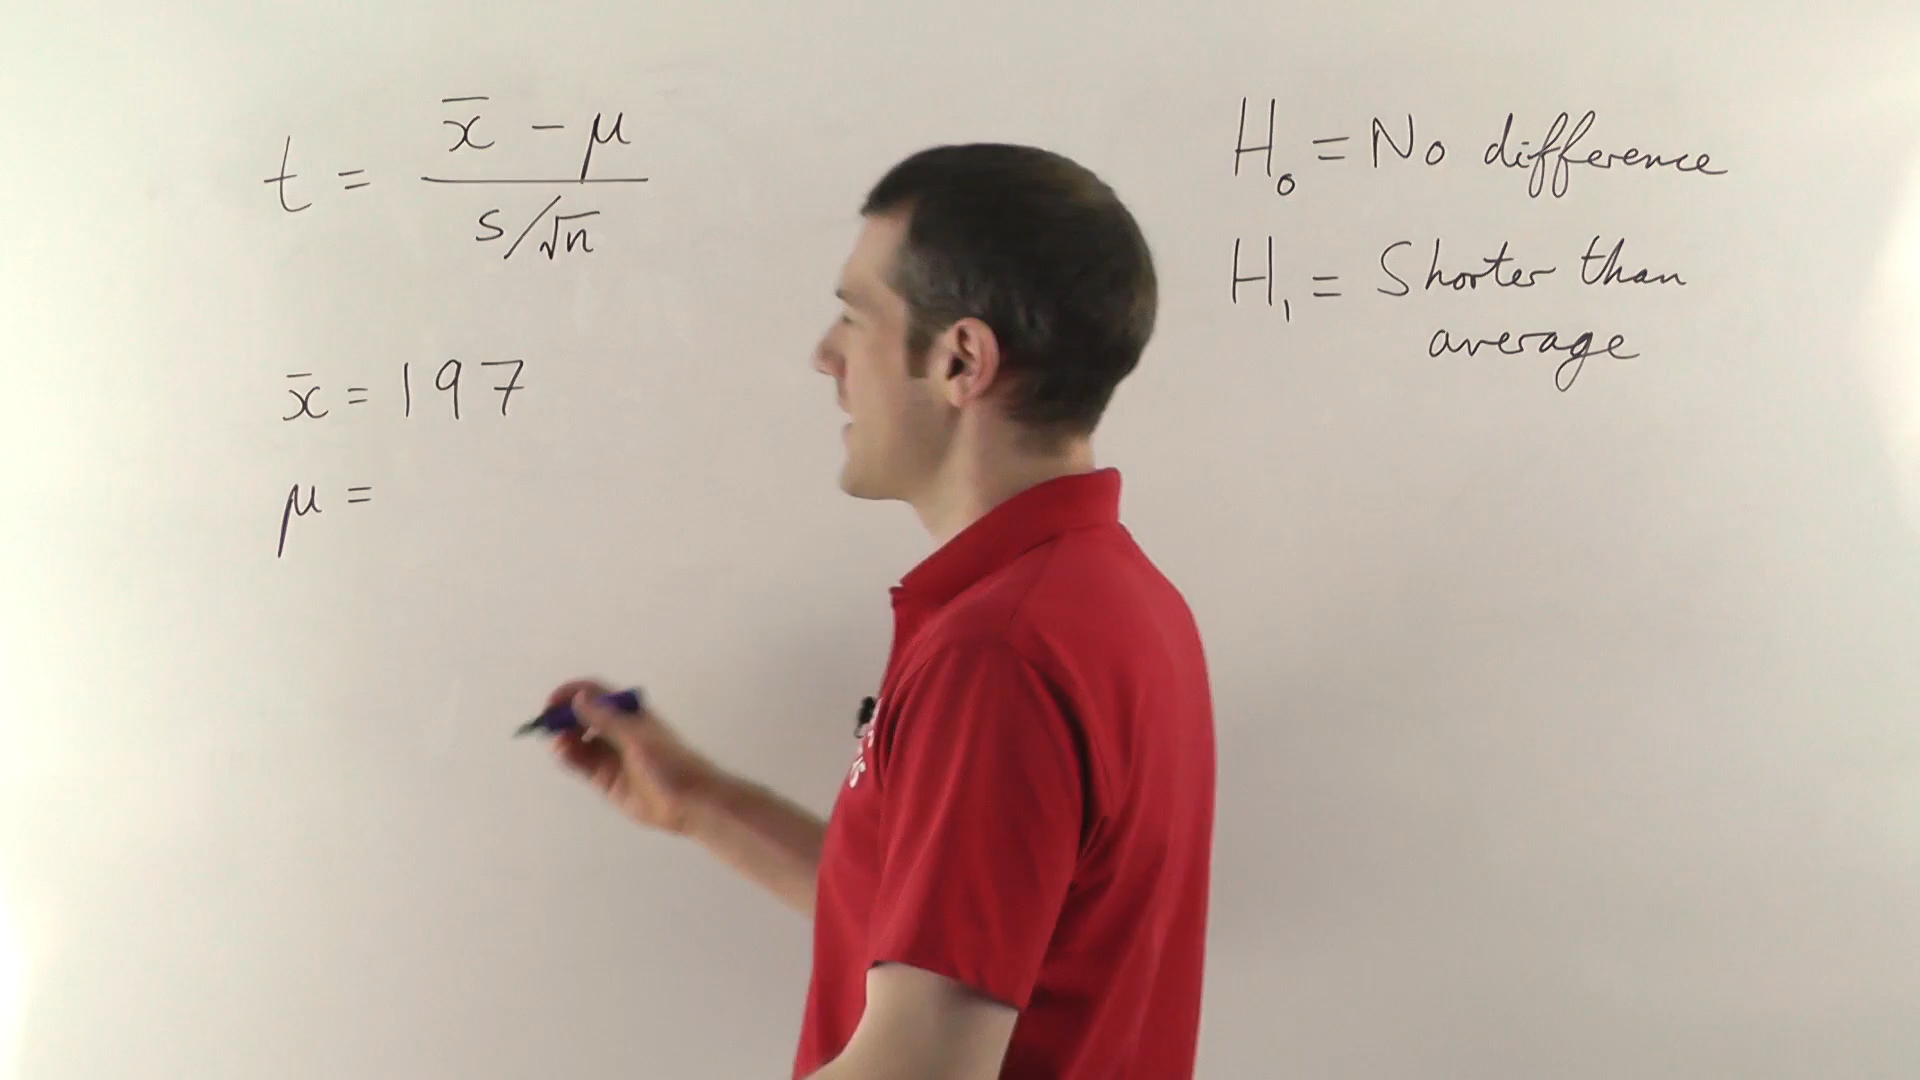 t = x̄ - μ / s/√n
x̄ = 197
μ =
H₀ = No difference
H₁ = Shorter than
average